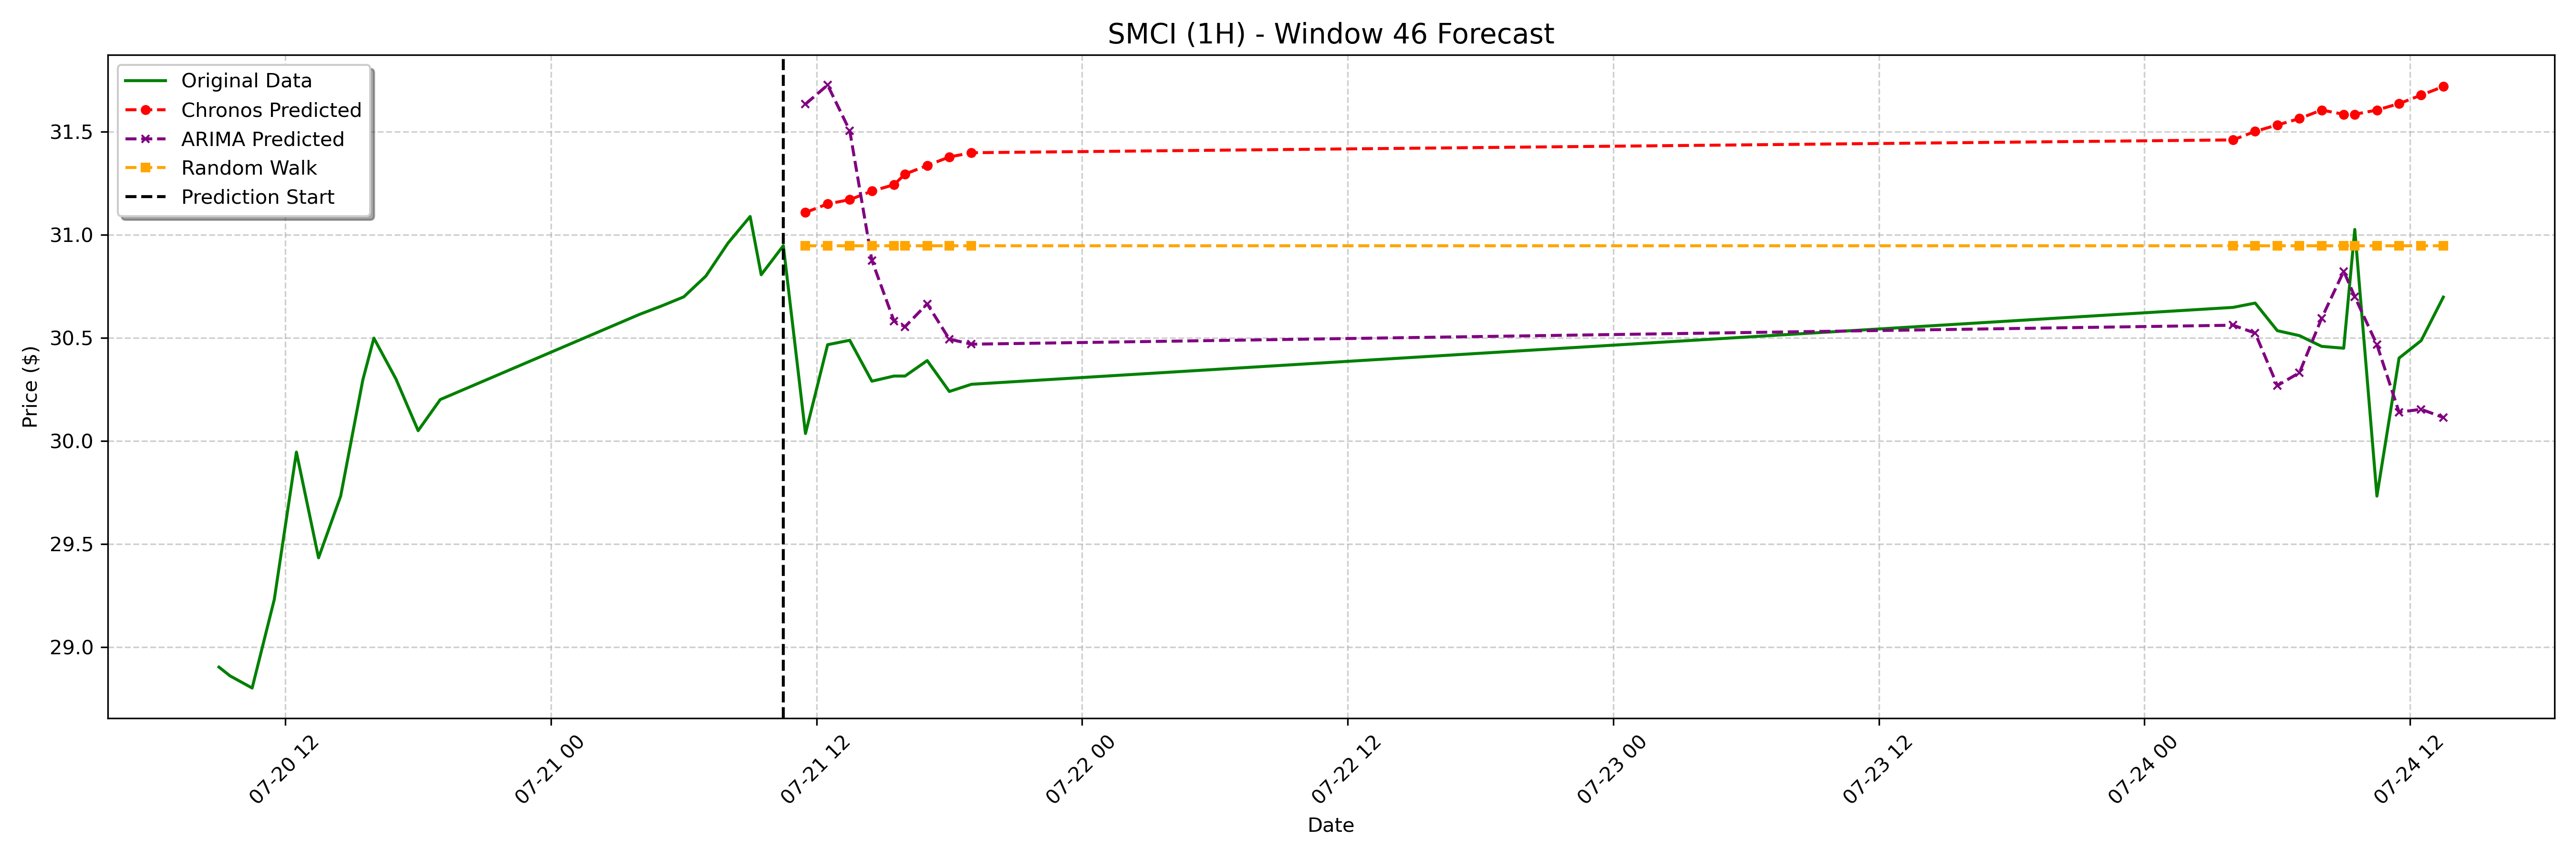 SMCI (1H) - Window 46 Forecast
Original Data
Chronos Predicted
ARIMA Predicted
Random Walk
Prediction Start
Price ($)
31.5
31.0
30.5
30.0
29.5
29.0
07-20 12
07-21 00
07-21 12
07-22 00
07-22 12
07-23 00
07-23 12
07-24 00
07-24 12
Date